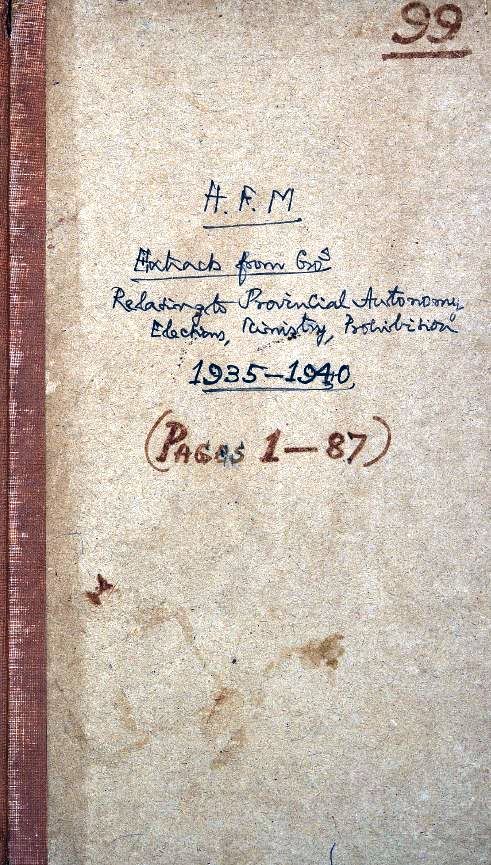 99
H. F. M
Extracts from G.O.s
Relating to Provincial Autonomy,
Elections, Ministry, Prohibition
1935-1940
(PAGES 1-87)